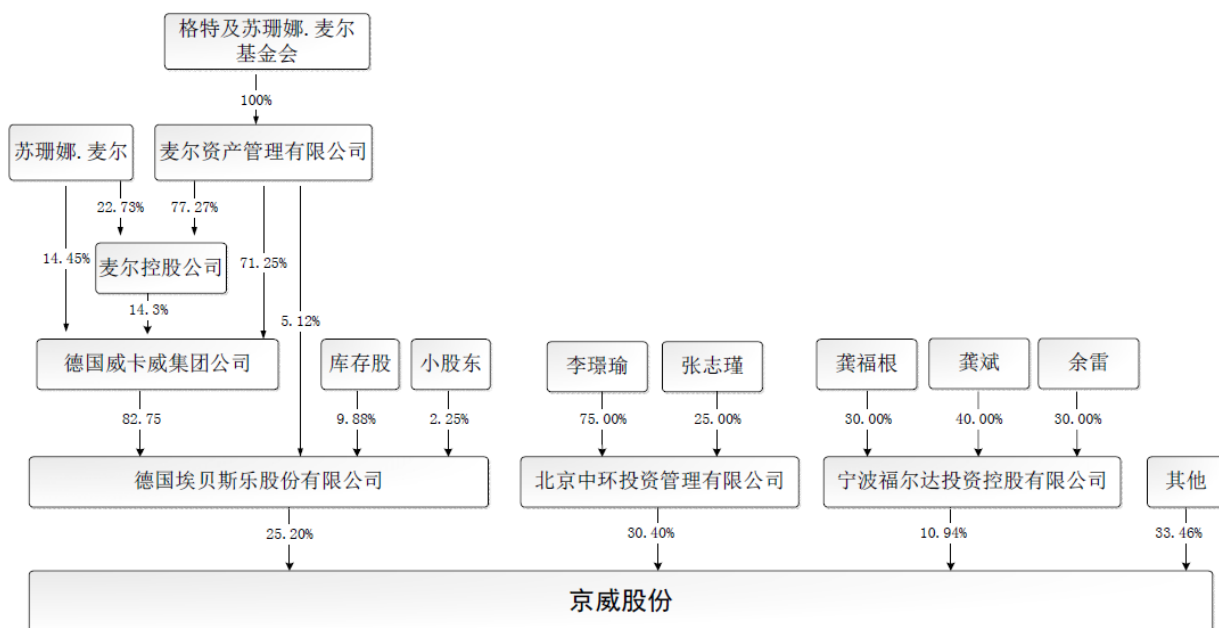 格特及苏珊娜.麦尔
基金会
100%
苏珊娜.麦尔
麦尔资产管理有限公司
22.73%
77.27%
14.45%
麦尔控股公司
71.25%
14.3%
5.12%
德国威卡威集团公司
库存股
小股东
李璟瑜
张志瑾
龚福根
龚斌
余雷
82.75
9.88%
2.25%
75.00%
25.00%
30.00%
40.00%
30.00%
德国埃贝斯乐股份有限公司
北京中环投资管理有限公司
宁波福尔达投资控股有限公司
其他
25.20%
30.40%
10.94%
33.46%
京威股份